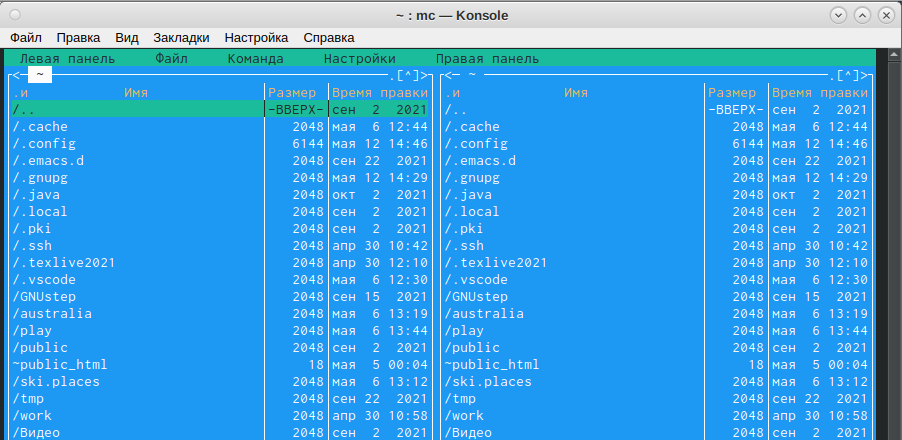 ~ : mc — Konsole
Файл Правка Вид Закладки Настройка Справка
Левая панель Файл Команда Настройки Правая панель
<— ~ .[^]> <— ~ .[^]>
.и Имя Размер Время правки .и Имя Размер Время правки
/.. -ВВЕРХ- сен 2 2021 /.. -ВВЕРХ- сен 2 2021
/.cache 2048 мая 6 12:44 /.cache 2048 мая 6 12:44
/.config 6144 мая 12 14:46 /.config 6144 мая 12 14:46
/.emacs.d 2048 сен 22 2021 /.emacs.d 2048 сен 22 2021
/.gnupg 2048 мая 12 14:29 /.gnupg 2048 мая 12 14:29
/.java 2048 окт 2 2021 /.java 2048 окт 2 2021
/.local 2048 сен 2 2021 /.local 2048 сен 2 2021
/.pki 2048 сен 2 2021 /.pki 2048 сен 2 2021
/.ssh 2048 апр 30 10:42 /.ssh 2048 апр 30 10:42
/.texlive2021 2048 апр 30 12:10 /.texlive2021 2048 апр 30 12:10
/.vscode 2048 мая 6 12:30 /.vscode 2048 мая 6 12:30
/GNUstep 2048 сен 15 2021 /GNUstep 2048 сен 15 2021
/australia 2048 мая 6 13:19 /australia 2048 мая 6 13:19
/play 2048 мая 6 13:44 /play 2048 мая 6 13:44
/public 2048 сен 2 2021 /public 2048 сен 2 2021
~public_html 18 мая 5 00:04 ~public_html 18 мая 5 00:04
/ski.places 2048 мая 6 13:12 /ski.places 2048 мая 6 13:12
/tmp 2048 сен 22 2021 /tmp 2048 сен 22 2021
/work 2048 апр 30 10:58 /work 2048 апр 30 10:58
/Видео 2048 сен 2 2021 /Видео 2048 сен 2 2021